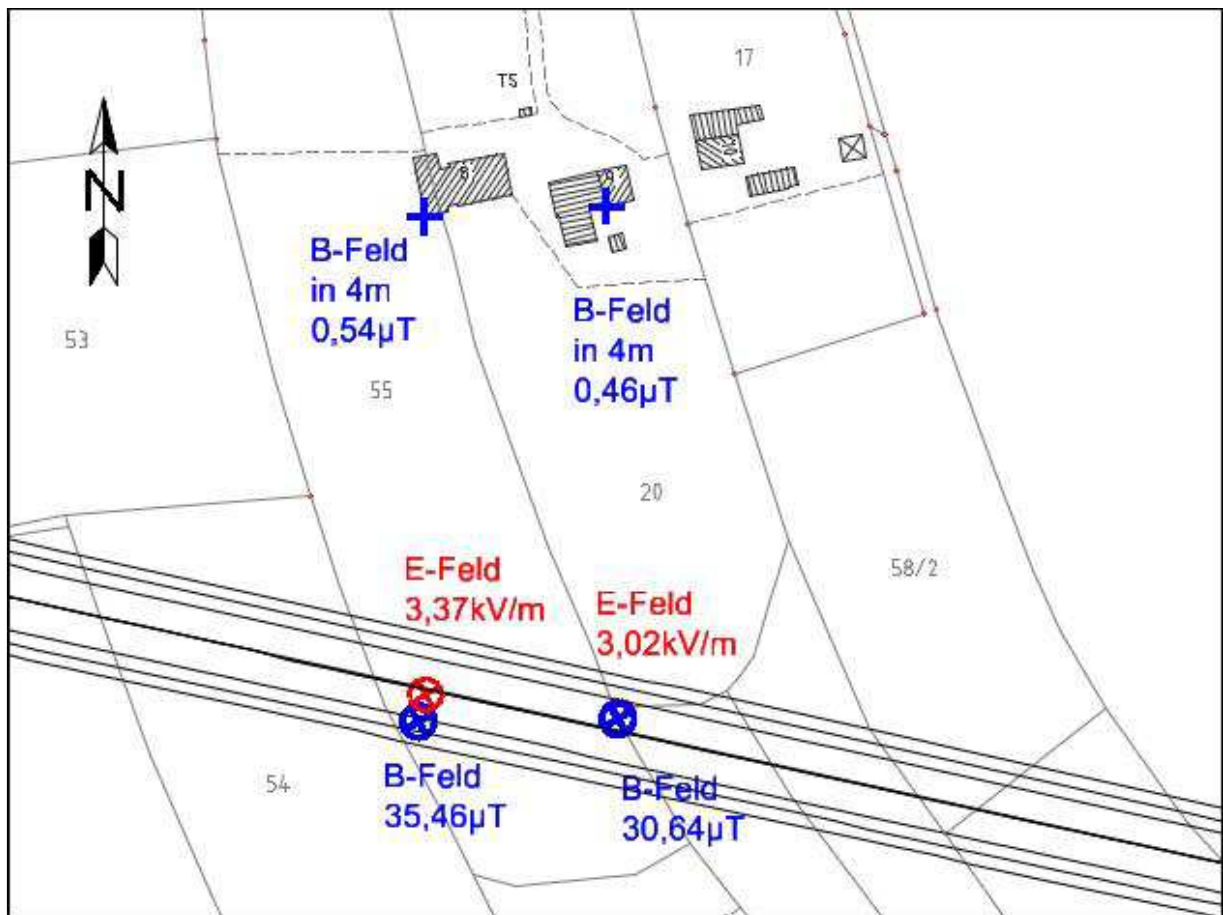 17
TS
N
6
B-Feld
in 4m
0,54µT
B-Feld
in 4m
0,46µT
53
55
20
E-Feld
3,37kV/m
E-Feld
3,02kV/m
58/2
54
B-Feld
35,46µT
B-Feld
30,64µT